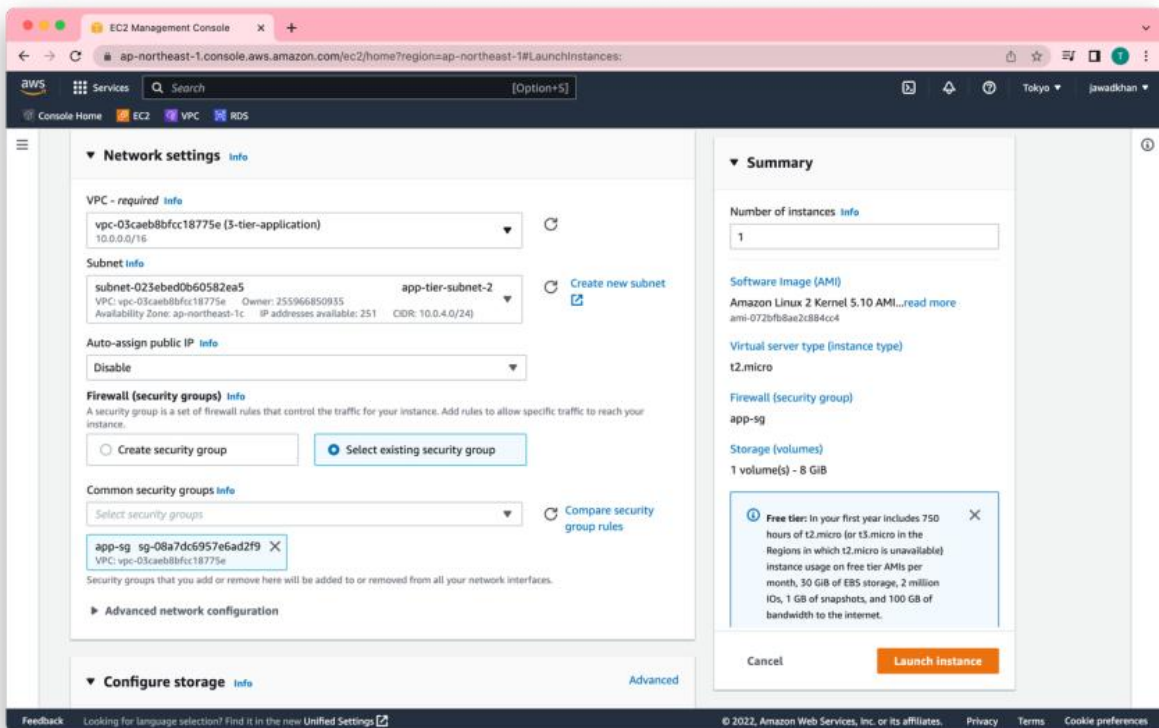 EC2 Management Console
ap-northeast-1.console.aws.amazon.com/ec2/home?region=ap-northeast-1#LaunchInstances:
T
aws
Services
Search
[Option+S]
Tokyo
jawadkhan
Console Home
EC2
VPC
RDS
Network settings Info
VPC - required Info
vpc-03caeb8bfcc18775e (3-tier-application)
10.0.0.0/16
Subnet Info
subnet-023ebed0b60582ea5 app-tier-subnet-2
VPC: vpc-03caeb8bfcc18775e Owner: 255966850935
Availability Zone: ap-northeast-1c IP addresses available: 251 CIDR: 10.0.4.0/24)
Create new subnet
Auto-assign public IP Info
Disable
Firewall (security groups) Info
A security group is a set of firewall rules that control the traffic for your instance. Add rules to allow specific traffic to reach your
instance.
Create security group
Select existing security group
Common security groups Info
Select security groups
Compare security
group rules
app-sg sg-08a7dc6957e6ad2f9
VPC: vpc-03caeb8bfcc18775e
Security groups that you add or remove here will be added to or removed from all your network interfaces.
Advanced network configuration
Configure storage Info
Advanced
Summary
Number of instances Info
1
Software Image (AMI)
Amazon Linux 2 Kernel 5.10 AMI...read more
ami-072bfb8ae2c884cc4
Virtual server type (instance type)
t2.micro
Firewall (security group)
app-sg
Storage (volumes)
1 volume(s) - 8 GiB
Free tier: In your first year includes 750
hours of t2.micro (or t3.micro in the
Regions in which t2.micro is unavailable)
instance usage on free tier AMIs per
month, 30 GiB of EBS storage, 2 million
IOs, 1 GB of snapshots, and 100 GB of
bandwidth to the internet.
Cancel
Launch instance
Feedback
Looking for language selection? Find it in the new Unified Settings
© 2022, Amazon Web Services, Inc. or its affiliates.
Privacy
Terms
Cookie preferences